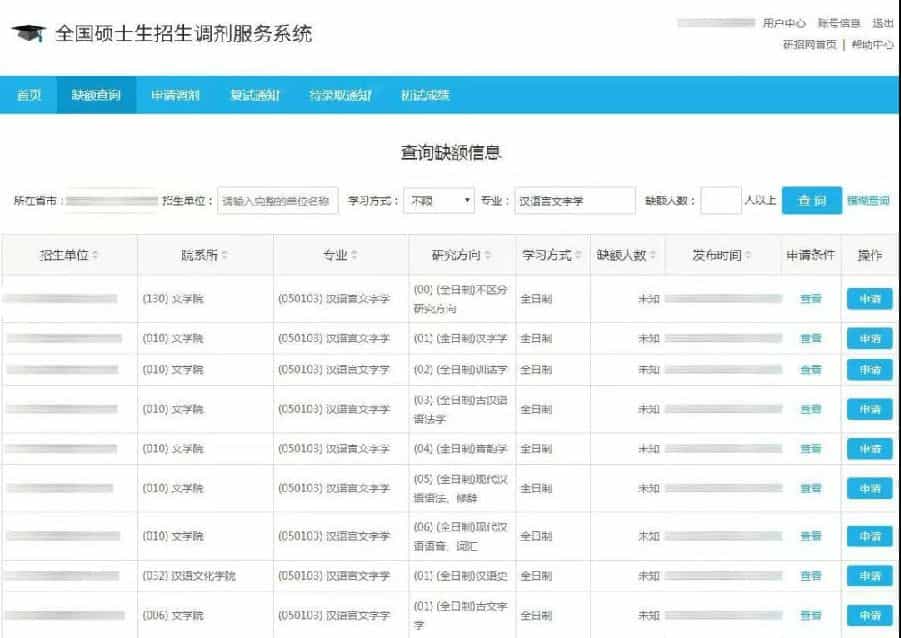 全国硕士生招生调剂服务系统
用户中心 账号信息 退出
研招网首页 | 帮助中心
首页 缺额查询 申请调剂 复试通知 待录取通知 初试成绩
查询缺额信息
所在省市： 招生单位： 请输入完整的单位名称 学习方式： 不限 专业： 汉语言文字学 缺额人数： 人以上 查询 模糊查询
招生单位 院系所 专业 研究方向 学习方式 缺额人数 发布时间 申请条件 操作
(130) 文学院 (050103) 汉语言文字学 (00) (全日制)不区分 全日制 未知 查看 申请
研究方向
(010) 文学院 (050103) 汉语言文字学 (01) (全日制)汉字学 全日制 未知 查看 申请
(010) 文学院 (050103) 汉语言文字学 (02) (全日制)训诂学 全日制 未知 查看 申请
(010) 文学院 (050103) 汉语言文字学 (03) (全日制)古汉语 全日制 未知 查看 申请
语法学
(010) 文学院 (050103) 汉语言文字学 (04) (全日制)音韵学 全日制 未知 查看 申请
(010) 文学院 (050103) 汉语言文字学 (05) (全日制)现代汉 全日制 未知 查看 申请
语语法、修辞
(010) 文学院 (050103) 汉语言文字学 (06) (全日制)现代汉 全日制 未知 查看 申请
语语音、词汇
(032) 汉语文化学院 (050103) 汉语言文字学 (01) (全日制)汉语史 全日制 未知 查看 申请
(006) 文学院 (050103) 汉语言文字学 (01) (全日制)古文字 全日制 未知 查看 申请
学